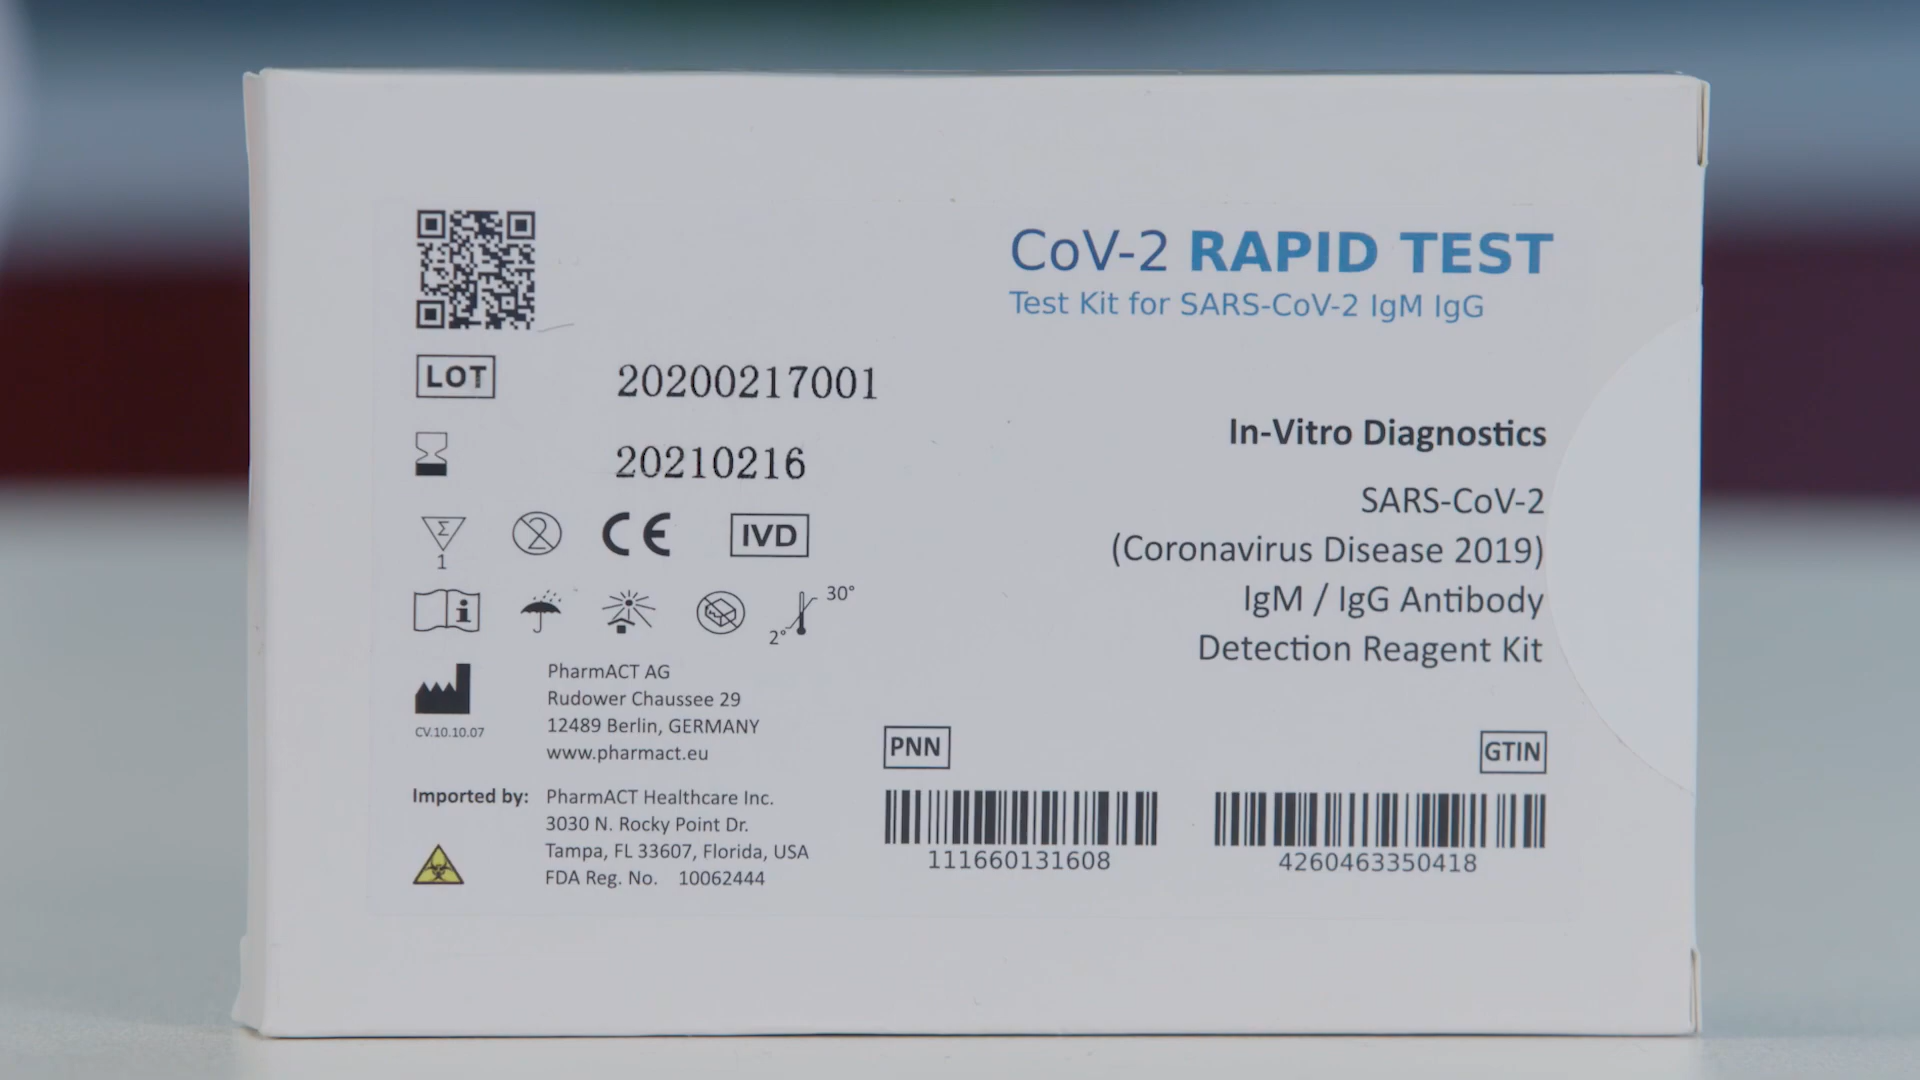 CoV-2 RAPID TEST
Test Kit for SARS-CoV-2 IgM IgG
LOT 20200217001
20210216
Σ
1
2
CE IVD
i
2° 30°
CV.10.10.07
PharmACT AG
Rudower Chaussee 29
12489 Berlin, GERMANY
www.pharmact.eu
Imported by: PharmACT Healthcare Inc.
3030 N. Rocky Point Dr.
Tampa, FL 33607, Florida, USA
FDA Reg. No. 10062444
In-Vitro Diagnostics
SARS-CoV-2
(Coronavirus Disease 2019)
IgM / IgG Antibody
Detection Reagent Kit
PNN
111660131608
GTIN
4260463350418